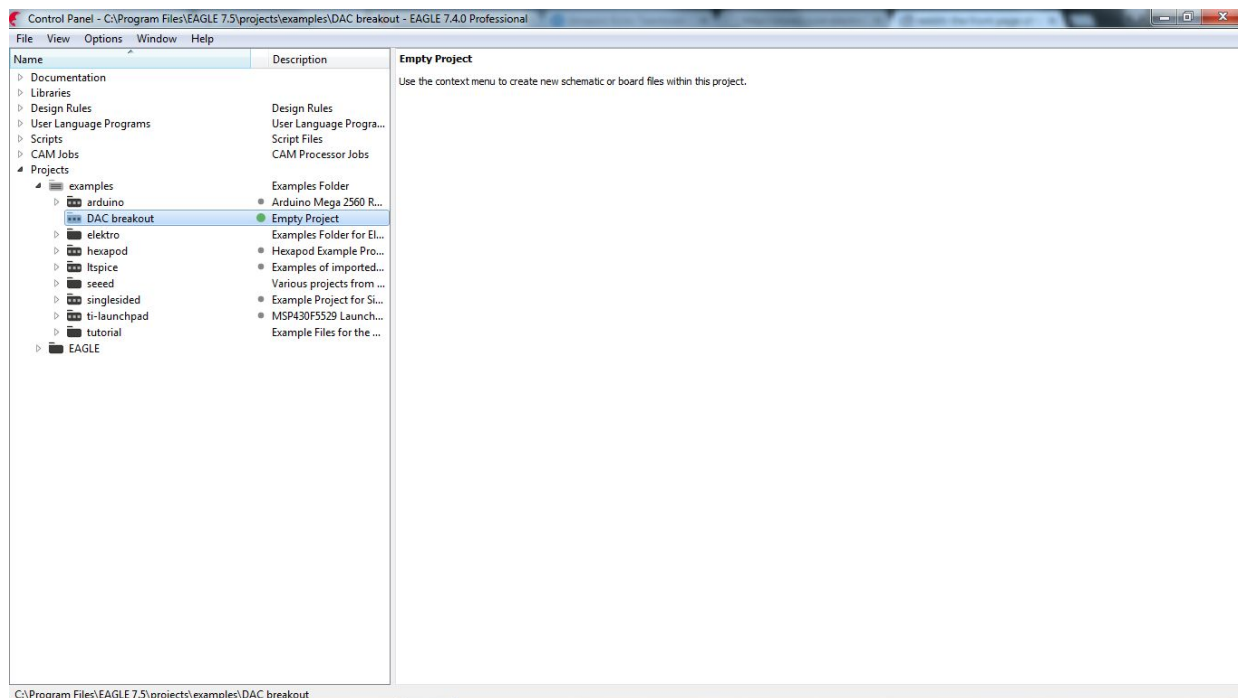 Control Panel - C:\Program Files\EAGLE 7.5\projects\examples\DAC breakout - EAGLE 7.4.0 Professional
File View Options Window Help
Name Description
Documentation
Libraries
Design Rules Design Rules
User Language Programs User Language Progra...
Scripts Script Files
CAM Jobs CAM Processor Jobs
Projects
examples Examples Folder
arduino Arduino Mega 2560 R...
DAC breakout Empty Project
elektro Examples Folder for El...
hexapod Hexapod Example Pro...
ltspice Examples of imported...
seeed Various projects from ...
singlesided Example Project for Si...
ti-launchpad MSP430F5529 Launch...
tutorial Example Files for the ...
EAGLE
Empty Project
Use the context menu to create new schematic or board files within this project.
C:\Program Files\EAGLE 7.5\projects\examples\DAC breakout